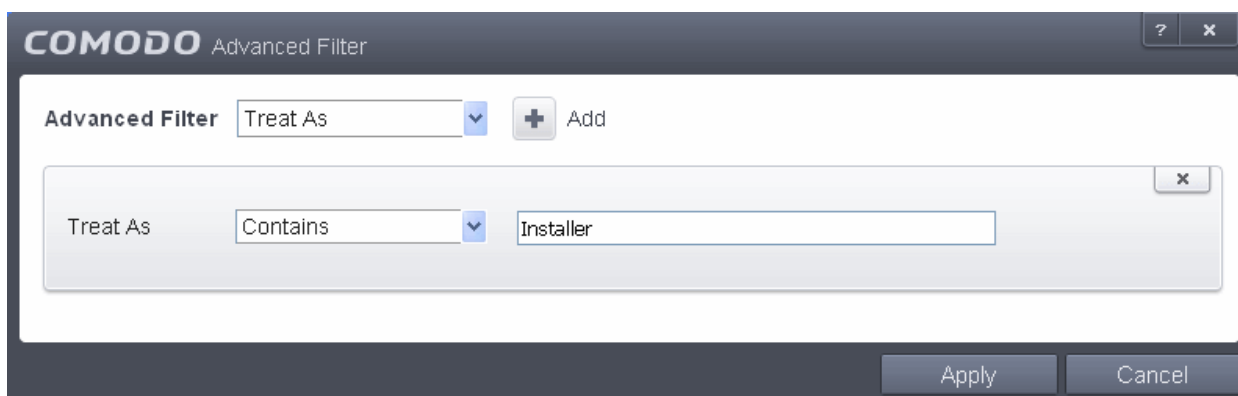 COMODO Advanced Filter ? x
Advanced Filter Treat As + Add
x
Treat As Contains Installer
Apply Cancel